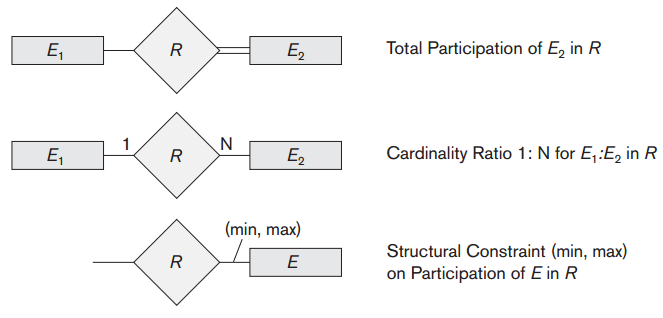 E₁ R E₂ Total Participation of E₂ in R
E₁ 1 R N E₂ Cardinality Ratio 1: N for E₁:E₂ in R
(min, max)
R E Structural Constraint (min, max)
on Participation of E in R